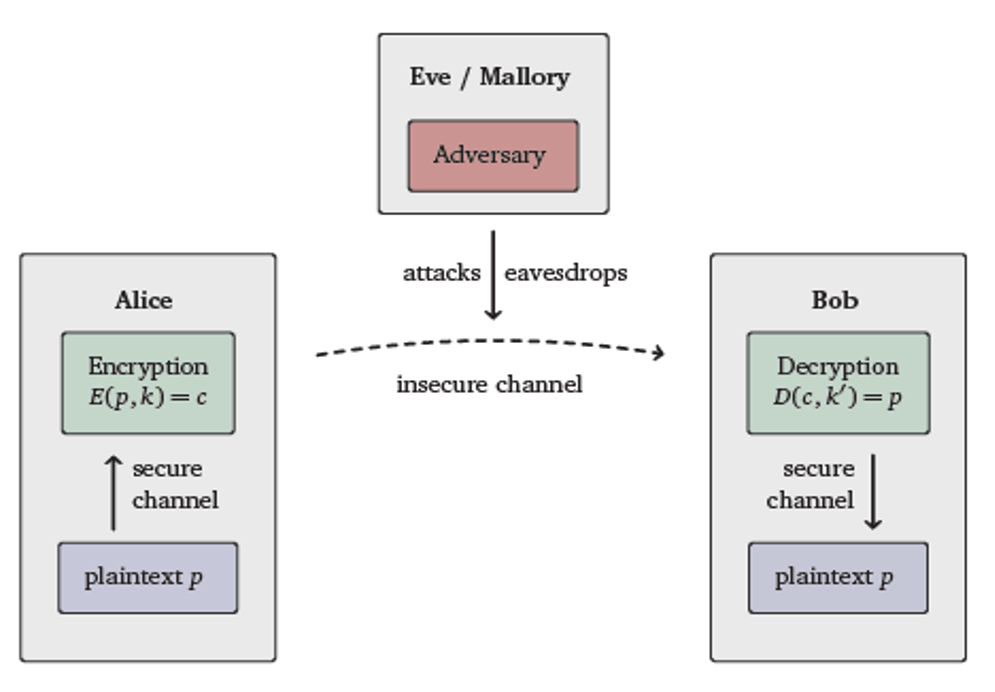 Eve / Mallory
Adversary
attacks
eavesdrops
Alice
Encryption
E(p, k) = c
secure
channel
plaintext p
insecure channel
Bob
Decryption
D(c, k′) = p
secure
channel
plaintext p